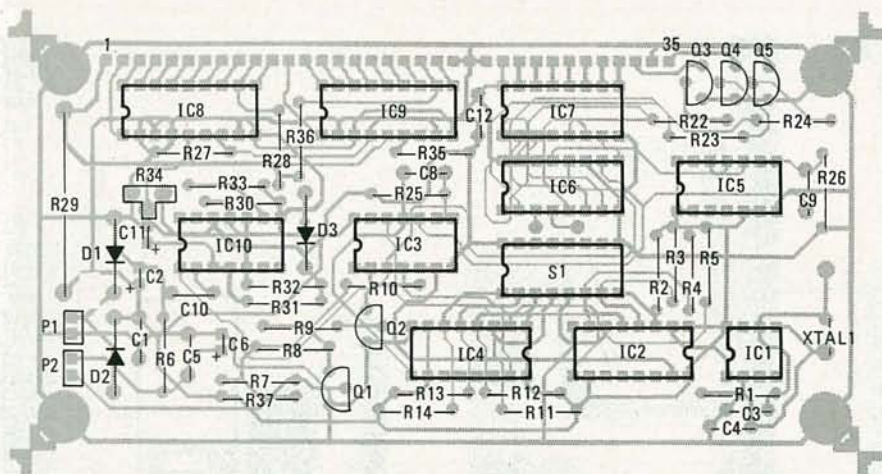 1 35 Q3 Q4 Q5
IC8 IC9 C12 IC7 R22 R24
R36
R23
R27 R28 R35
R34 R33 C8 IC6 IC5 R26
R29 R30 R25 C9
C11 + D3
D1 IC10 IC3 S1 R3 R5
+ C2 R32 R10 R2 R4
C10 R31
P1 C1 R9 Q2 XTAL1
C5 C6
P2 R6 + R8 IC4 IC2 IC1
D2 R7 Q1 R13 R12 R1
R37 R14 R11 C3
C4